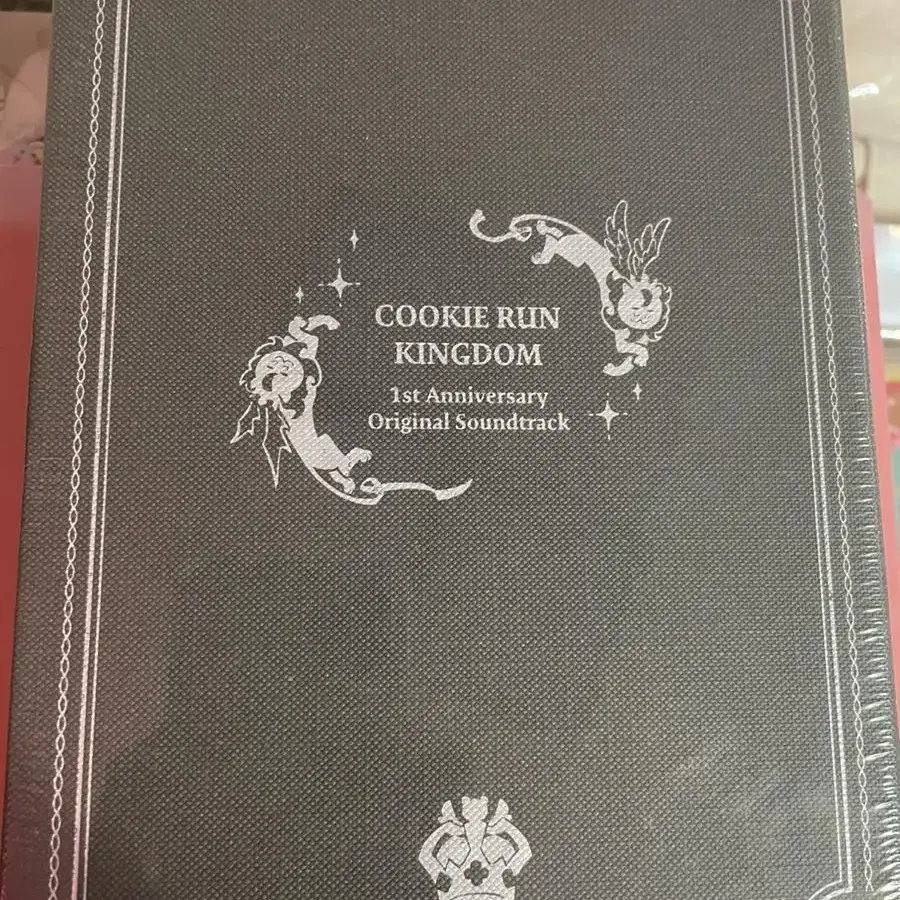 COOKIE RUN
KINGDOM
1st Anniversary
Original Soundtrack